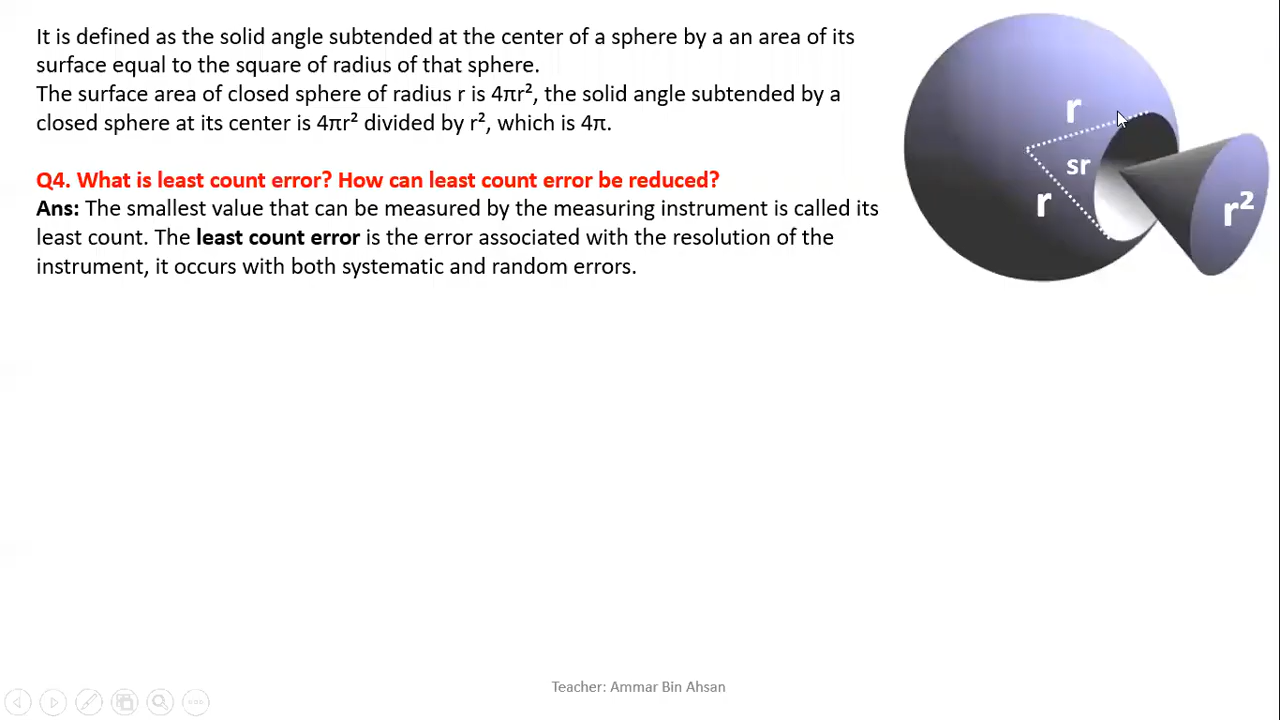 It is defined as the solid angle subtended at the center of a sphere by a an area of its
surface equal to the square of radius of that sphere.
The surface area of closed sphere of radius r is 4πr², the solid angle subtended by a
closed sphere at its center is 4πr² divided by r², which is 4π.
Q4. What is least count error? How can least count error be reduced?
Ans: The smallest value that can be measured by the measuring instrument is called its
least count. The least count error is the error associated with the resolution of the
instrument, it occurs with both systematic and random errors.
r
sr
r
r²
Teacher: Ammar Bin Ahsan